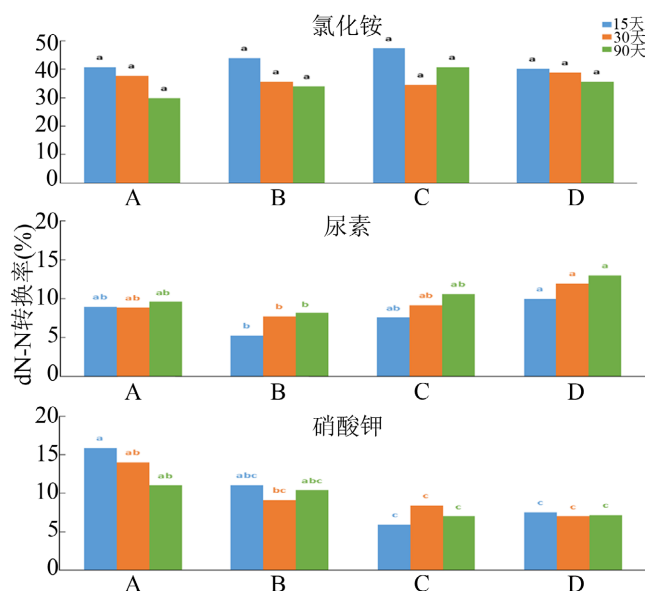 氯化铵
15天
30天
90天
dN-N转换率(%)
50
40
30
20
10
0
a a a a a a a a a a a a
A B C D
尿素
20
15
10
5
0
ab ab ab b b b ab ab ab a a a
A B C D
硝酸钾
20
15
10
5
0
a ab ab abc bc abc c c c c c c
A B C D